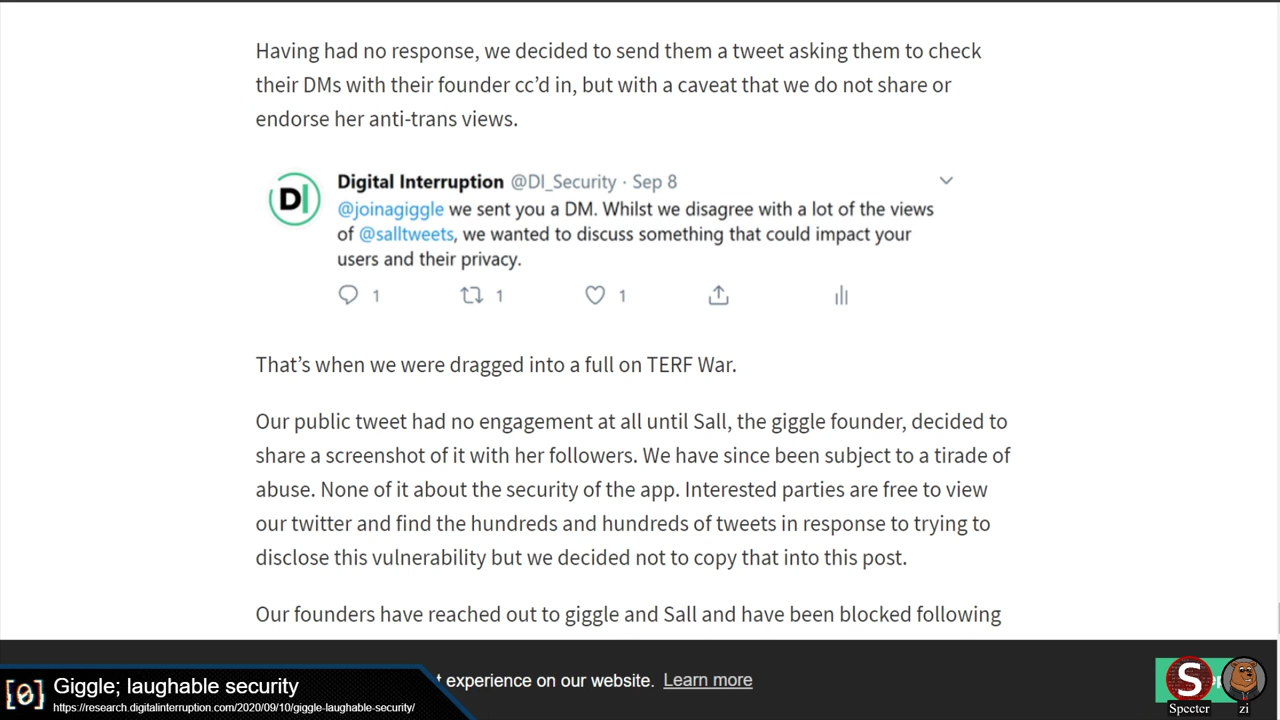 Having had no response, we decided to send them a tweet asking them to check
their DMs with their founder cc’d in, but with a caveat that we do not share or
endorse her anti-trans views.
DI
Digital Interruption @DI_Security · Sep 8
@joinagiggle we sent you a DM. Whilst we disagree with a lot of the views
of @salltweets, we wanted to discuss something that could impact your
users and their privacy.
1 1 1
That’s when we were dragged into a full on TERF War.
Our public tweet had no engagement at all until Sall, the giggle founder, decided to
share a screenshot of it with her followers. We have since been subject to a tirade of
abuse. None of it about the security of the app. Interested parties are free to view
our twitter and find the hundreds and hundreds of tweets in response to trying to
disclose this vulnerability but we decided not to copy that into this post.
Our founders have reached out to giggle and Sall and have been blocked following
t experience on our website. Learn more
[0] Giggle; laughable security
https://research.digitalinterruption.com/2020/09/10/giggle-laughable-security/
S
Specter zi